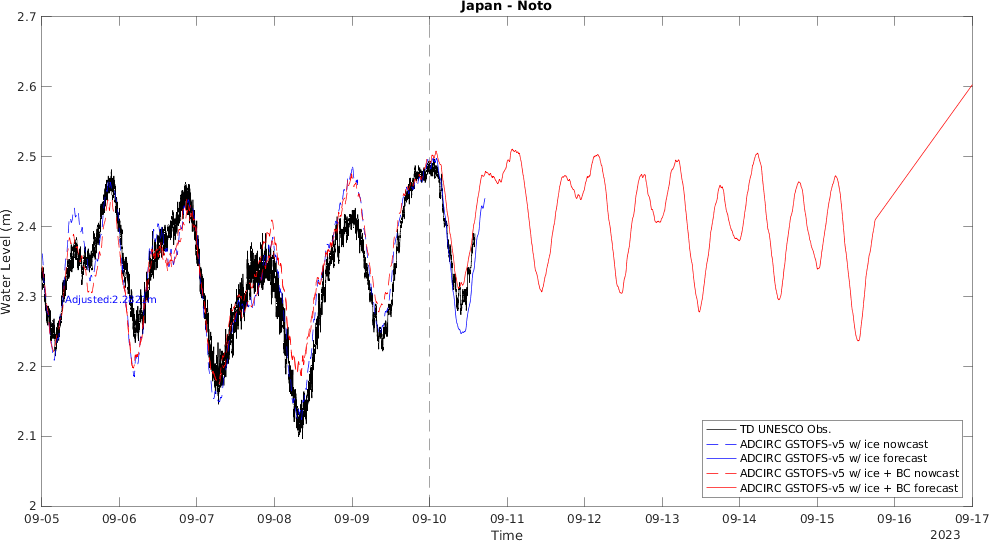 Japan - Noto
2.7
2.6
2.5
2.4
2.3
2.2
2.1
2
Water Level (m)
TD UNESCO Obs.
ADCIRC GSTOFS-v5 w/ ice nowcast
ADCIRC GSTOFS-v5 w/ ice forecast
ADCIRC GSTOFS-v5 w/ ice + BC nowcast
ADCIRC GSTOFS-v5 w/ ice + BC forecast
09-05 09-06 09-07 09-08 09-09 09-10 09-11 09-12 09-13 09-14 09-15 09-16 09-17
Time
2023